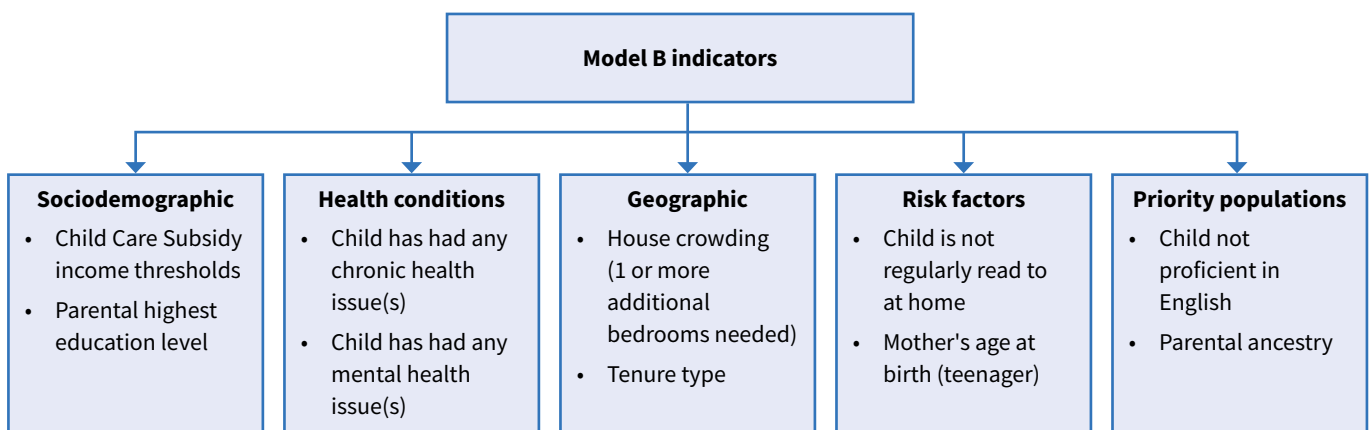 Model B indicators
Sociodemographic
• Child Care Subsidy
income thresholds
• Parental highest
education level
Health conditions
• Child has had any
chronic health
issue(s)
• Child has had any
mental health
issue(s)
Geographic
• House crowding
(1 or more
additional
bedrooms needed)
• Tenure type
Risk factors
• Child is not
regularly read to
at home
• Mother's age at
birth (teenager)
Priority populations
• Child not
proficient in
English
• Parental ancestry